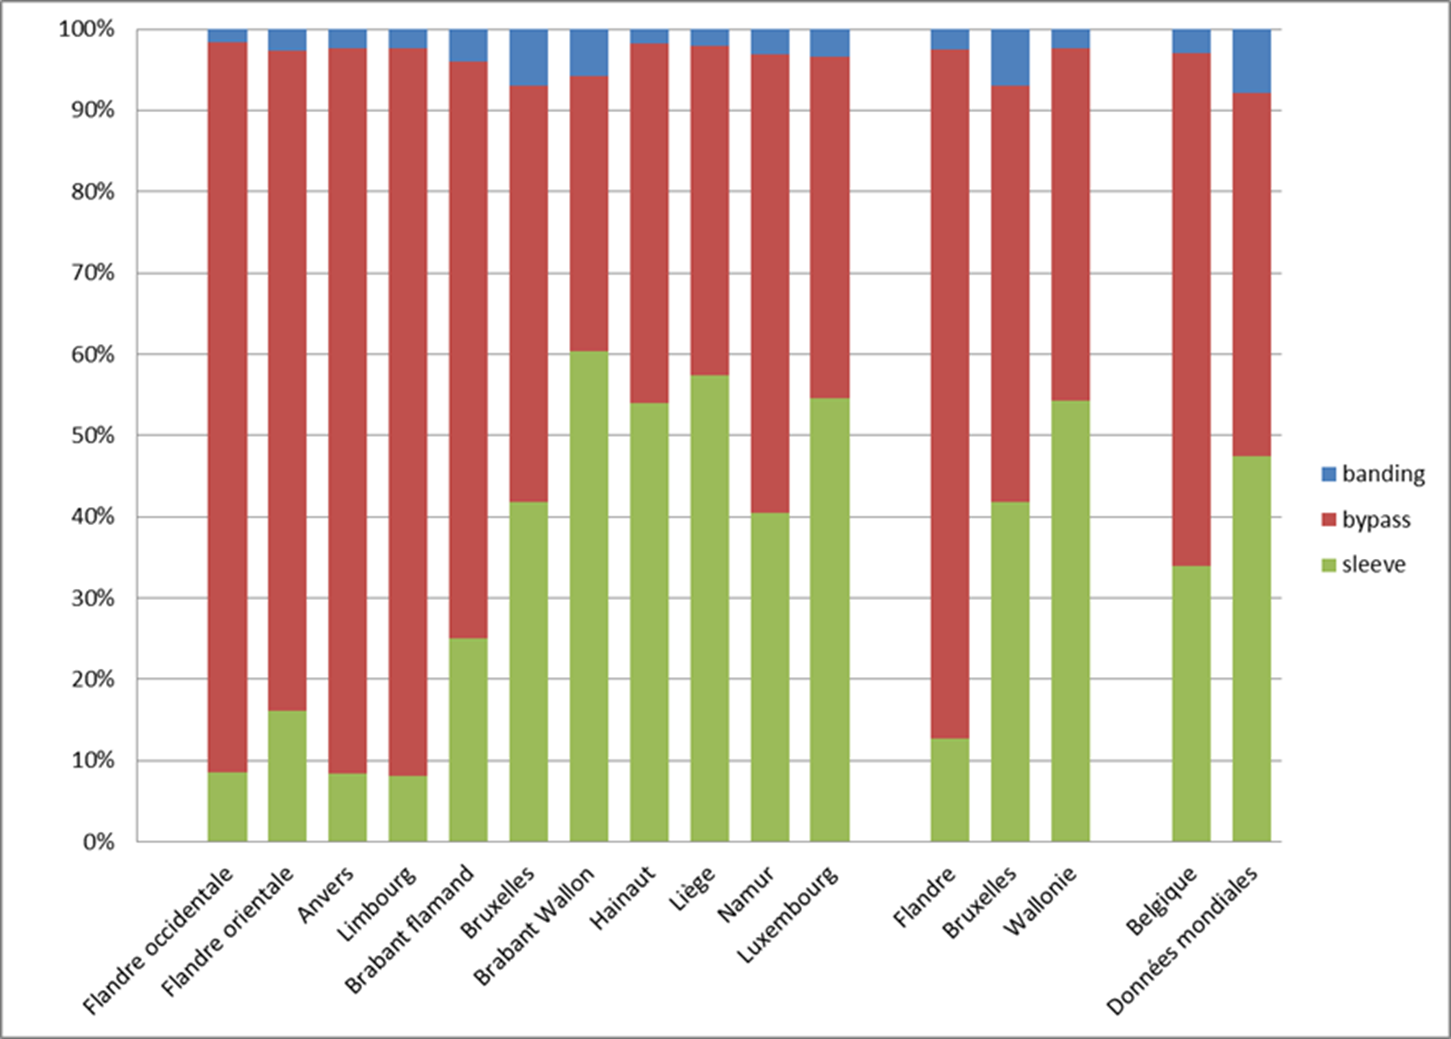 100%
90%
80%
70%
60%
50%
40%
30%
20%
10%
0%
Flandre occidentale
Flandre orientale
Anvers
Limbourg
Brabant flamand
Bruxelles
Brabant Wallon
Hainaut
Liège
Namur
Luxembourg
Flandre
Bruxelles
Wallonie
Belgique
Données mondiales
banding
bypass
sleeve